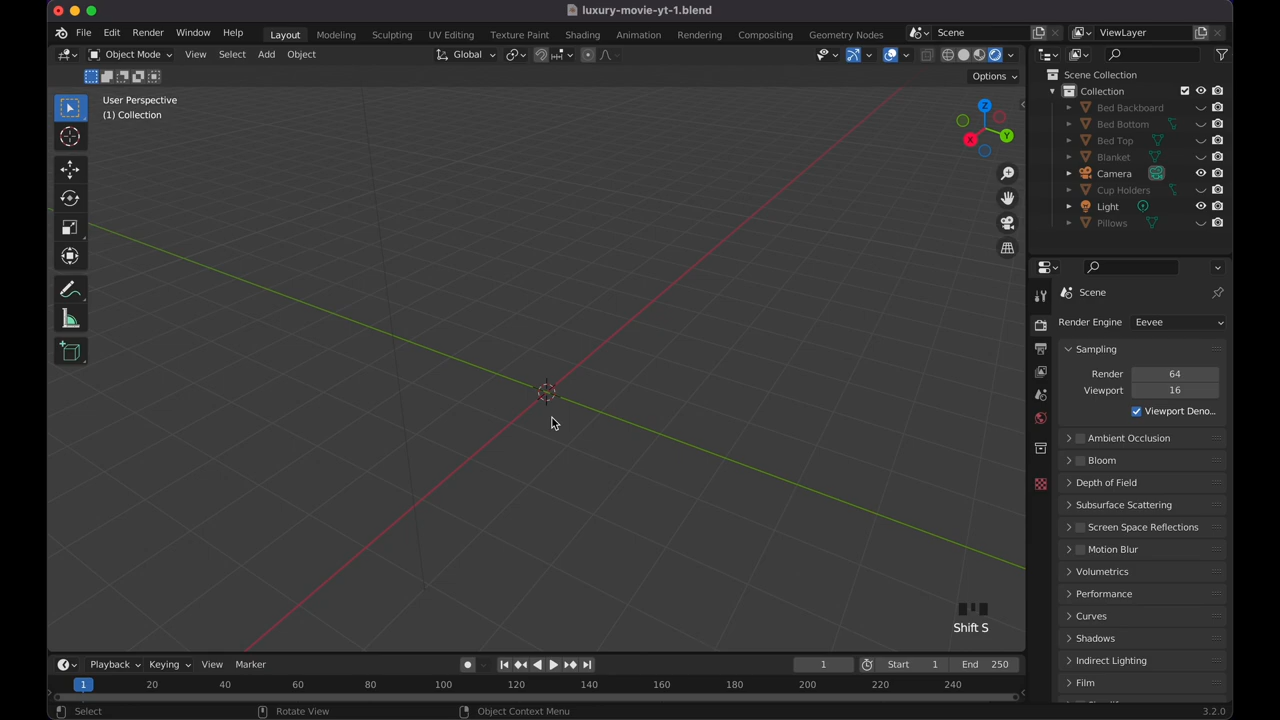 luxury-movie-yt-1.blend
File Edit Render Window Help Layout Modeling Sculpting UV Editing Texture Paint Shading Animation Rendering Compositing Geometry Nodes Scene ViewLayer
Object Mode View Select Add Object Global
Options
User Perspective
(1) Collection
Z
Y
X
Scene Collection
Collection
Bed Backboard
Bed Bottom
Bed Top
Blanket
Camera
Cup Holders
Light
Pillows
Scene
Render Engine Eevee
Sampling
Render 64
Viewport 16
Viewport Deno...
Ambient Occlusion
Bloom
Depth of Field
Subsurface Scattering
Screen Space Reflections
Motion Blur
Volumetrics
Performance
Curves
Shadows
Indirect Lighting
Film
Shift S
Playback Keying View Marker 1 Start 1 End 250
1 20 40 60 80 100 120 140 160 180 200 220 240
Select Rotate View Object Context Menu 3.2.0